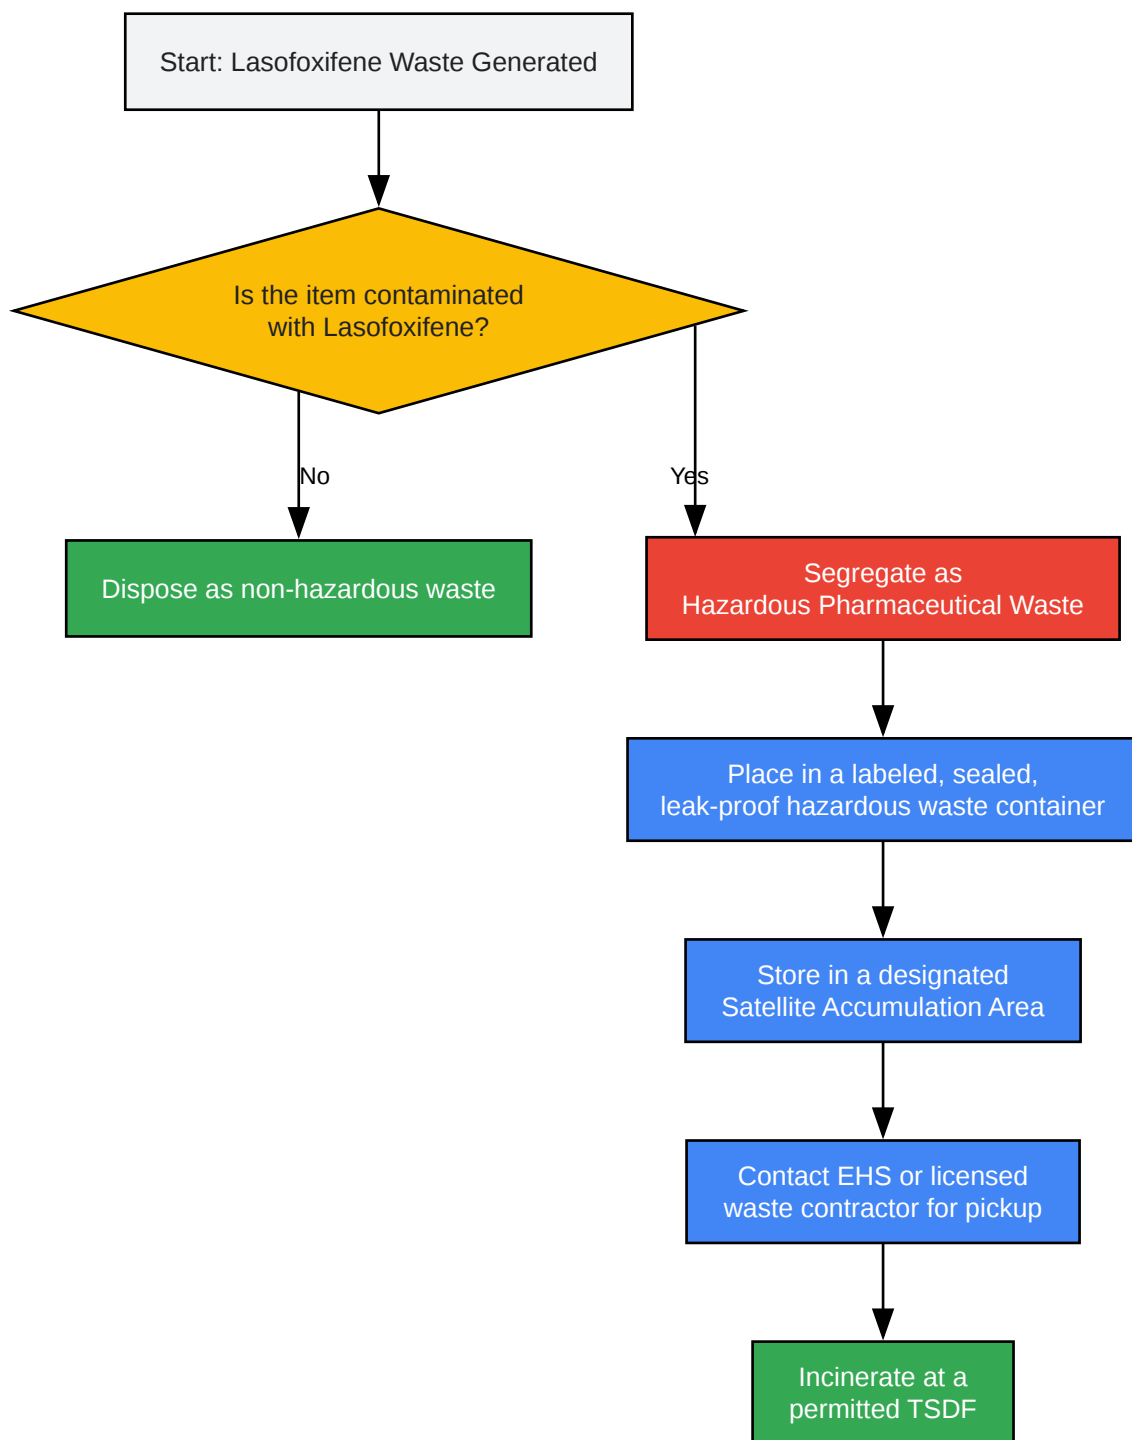 Start: Lasofoxifene Waste Generated
Is the item contaminated
with Lasofoxifene?
No
Yes
Dispose as non-hazardous waste
Segregate as
Hazardous Pharmaceutical Waste
Place in a labeled, sealed,
leak-proof hazardous waste container
Store in a designated
Satellite Accumulation Area
Contact EHS or licensed
waste contractor for pickup
Incinerate at a
permitted TSDF